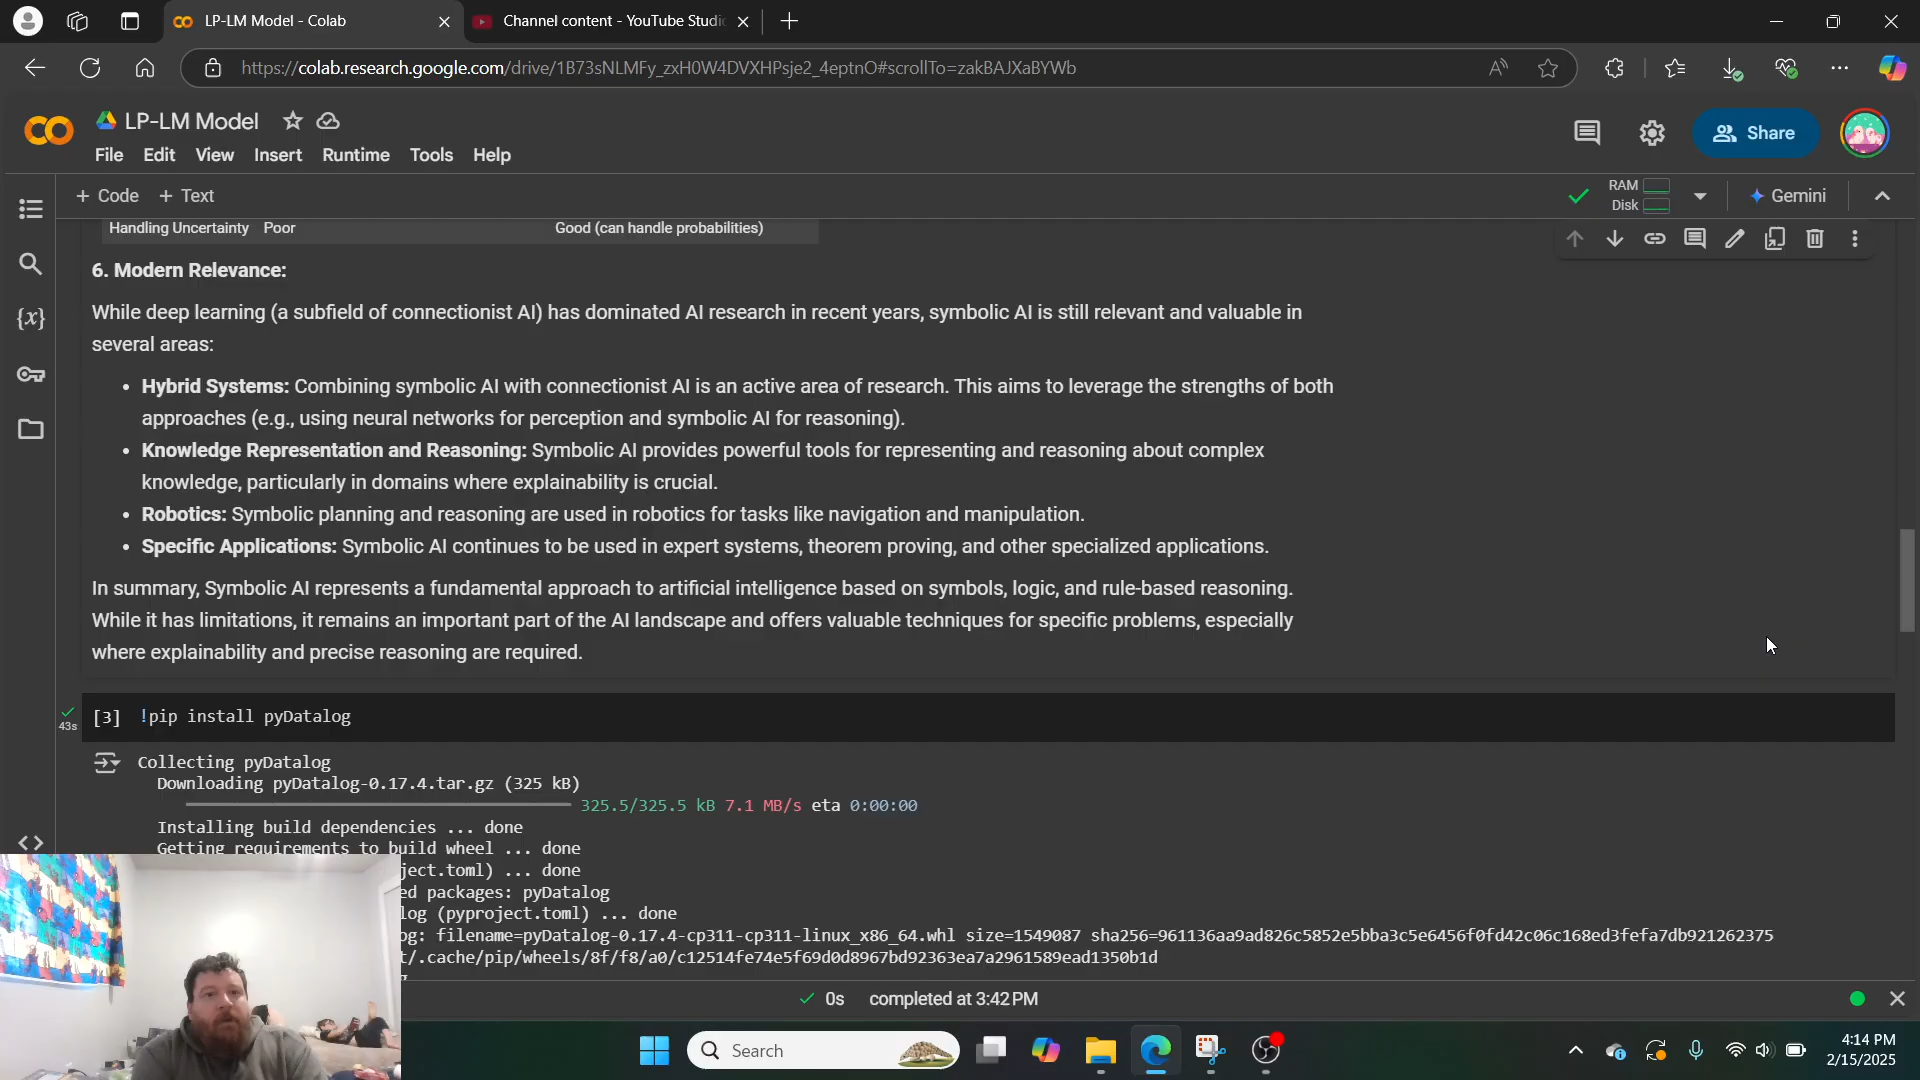 LP-LM Model - Colab
Channel content - YouTube Studi
https://colab.research.google.com/drive/1B73sNLMFy_zxH0W4DVXHPsje2_4eptnO#scrollTo=zakBAJXaBYWb
LP-LM Model
Share
File Edit View Insert Runtime Tools Help
+ Code + Text
RAM
Disk
Gemini
Handling Uncertainty Poor Good (can handle probabilities)
6. Modern Relevance:
While deep learning (a subfield of connectionist AI) has dominated AI research in recent years, symbolic AI is still relevant and valuable in
several areas:
• Hybrid Systems: Combining symbolic AI with connectionist AI is an active area of research. This aims to leverage the strengths of both
approaches (e.g., using neural networks for perception and symbolic AI for reasoning).
• Knowledge Representation and Reasoning: Symbolic AI provides powerful tools for representing and reasoning about complex
knowledge, particularly in domains where explainability is crucial.
• Robotics: Symbolic planning and reasoning are used in robotics for tasks like navigation and manipulation.
• Specific Applications: Symbolic AI continues to be used in expert systems, theorem proving, and other specialized applications.
In summary, Symbolic AI represents a fundamental approach to artificial intelligence based on symbols, logic, and rule-based reasoning.
While it has limitations, it remains an important part of the AI landscape and offers valuable techniques for specific problems, especially
where explainability and precise reasoning are required.
[3] !pip install pyDatalog
43s
Collecting pyDatalog
Downloading pyDatalog-0.17.4.tar.gz (325 kB)
325.5/325.5 kB 7.1 MB/s eta 0:00:00
Installing build dependencies ... done
Getting requirements to build wheel ... done
ject.toml) ... done
ed packages: pyDatalog
log (pyproject.toml) ... done
og: filename=pyDatalog-0.17.4-cp311-cp311-linux_x86_64.whl size=1549087 sha256=961136aa9ad826c5852e5bba3c5e6456f0fd42c06c168ed3fefa7db921262375
t/.cache/pip/wheels/8f/f8/a0/c12514fe74e5f69d0d8967bd92363ea7a2961589ead1350b1d
0s completed at 3:42 PM
Search
4:14 PM
2/15/2025